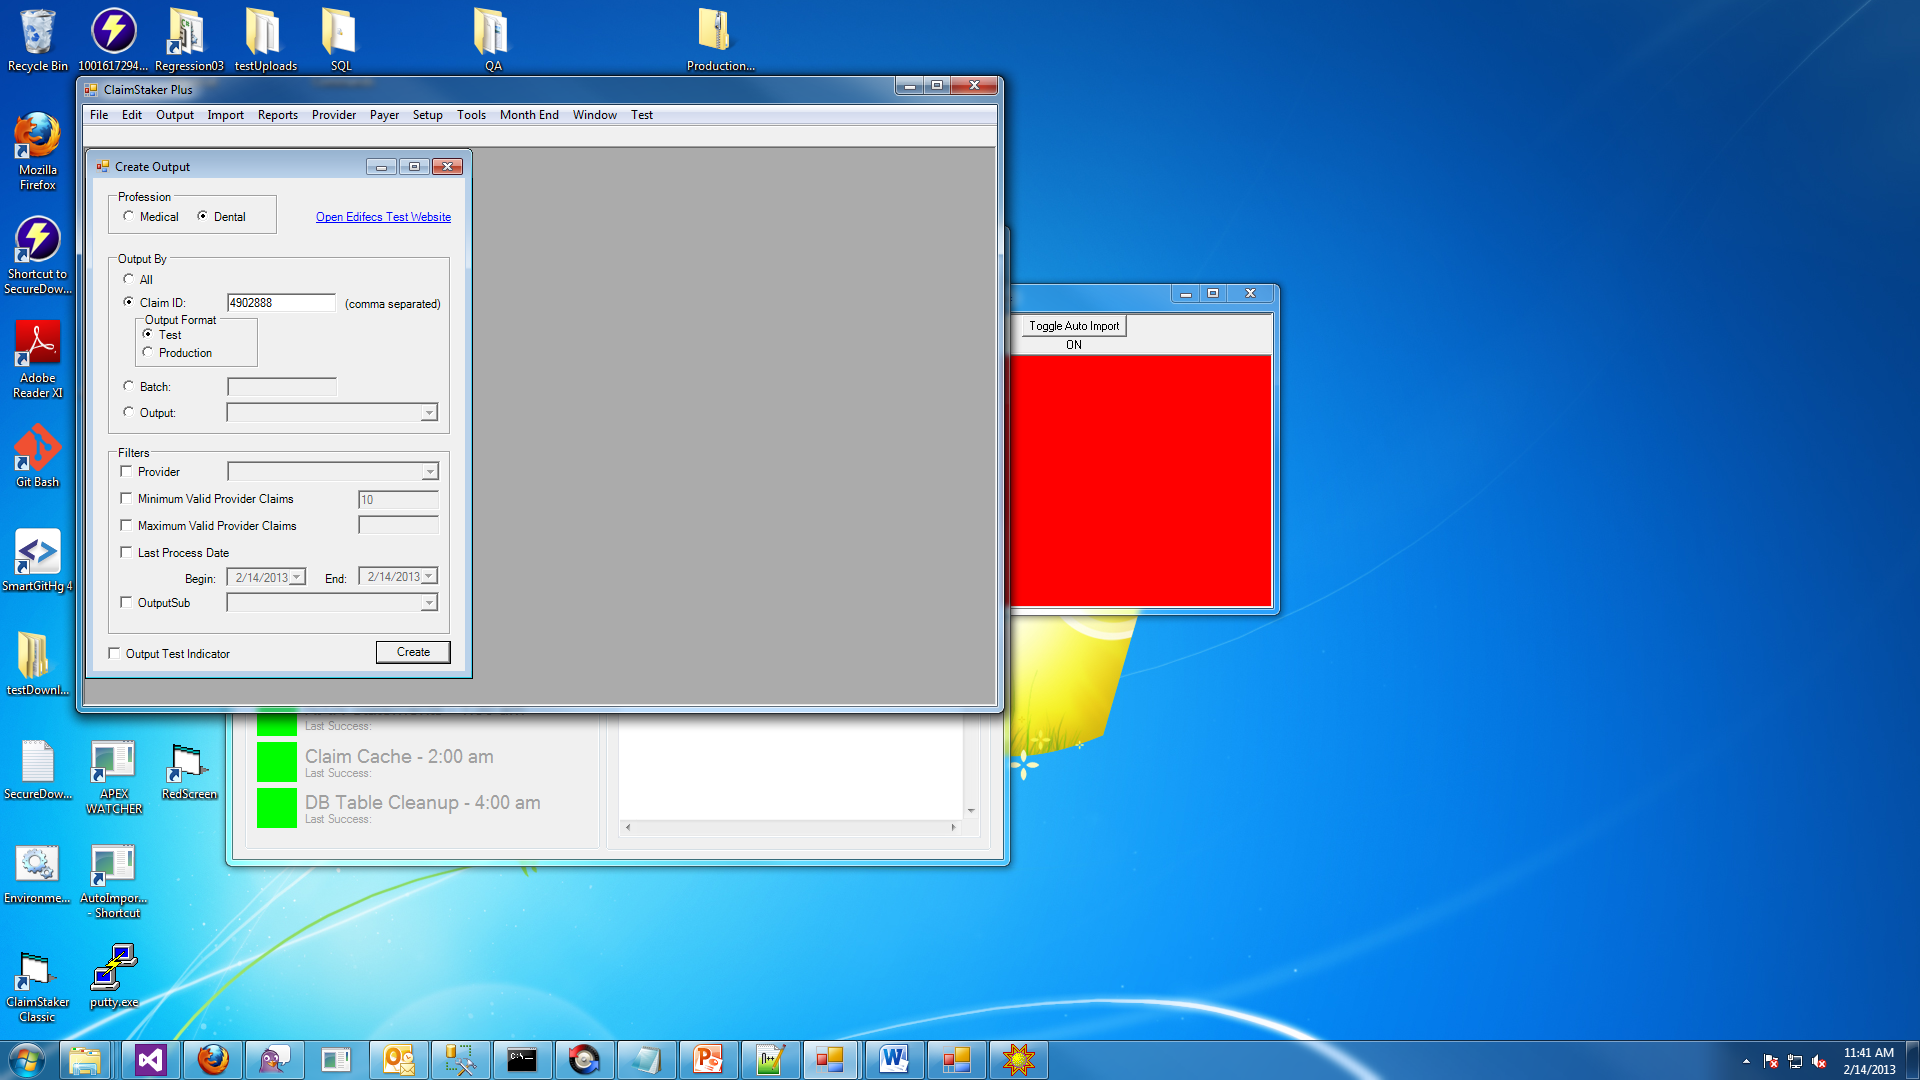 Recycle Bin
1001617294...
Regression03
testUploads
SQL
QA
Production...
ClaimStaker Plus
File Edit Output Import Reports Provider Payer Setup Tools Month End Window Test
Create Output
Profession
Medical Dental
Open Edifecs Test Website
Output By
All
Claim ID: 4902888 (comma separated)
Output Format
Test
Production
Batch:
Output:
Filters
Provider
Minimum Valid Provider Claims 10
Maximum Valid Provider Claims
Last Process Date
Begin: 2/14/2013 End: 2/14/2013
OutputSub
Output Test Indicator
Create
Toggle Auto Import
ON
Last Success:
Claim Cache - 2:00 am
Last Success:
DB Table Cleanup - 4:00 am
Last Success:
Mozilla
Firefox
Shortcut to
SecureDow...
Adobe
Reader XI
Git Bash
SmartGitHg 4
testDownl...
SecureDow...
APEX
WATCHER
RedScreen
Environme...
AutoImpor...
- Shortcut
ClaimStaker
Classic
putty.exe
11:41 AM
2/14/2013